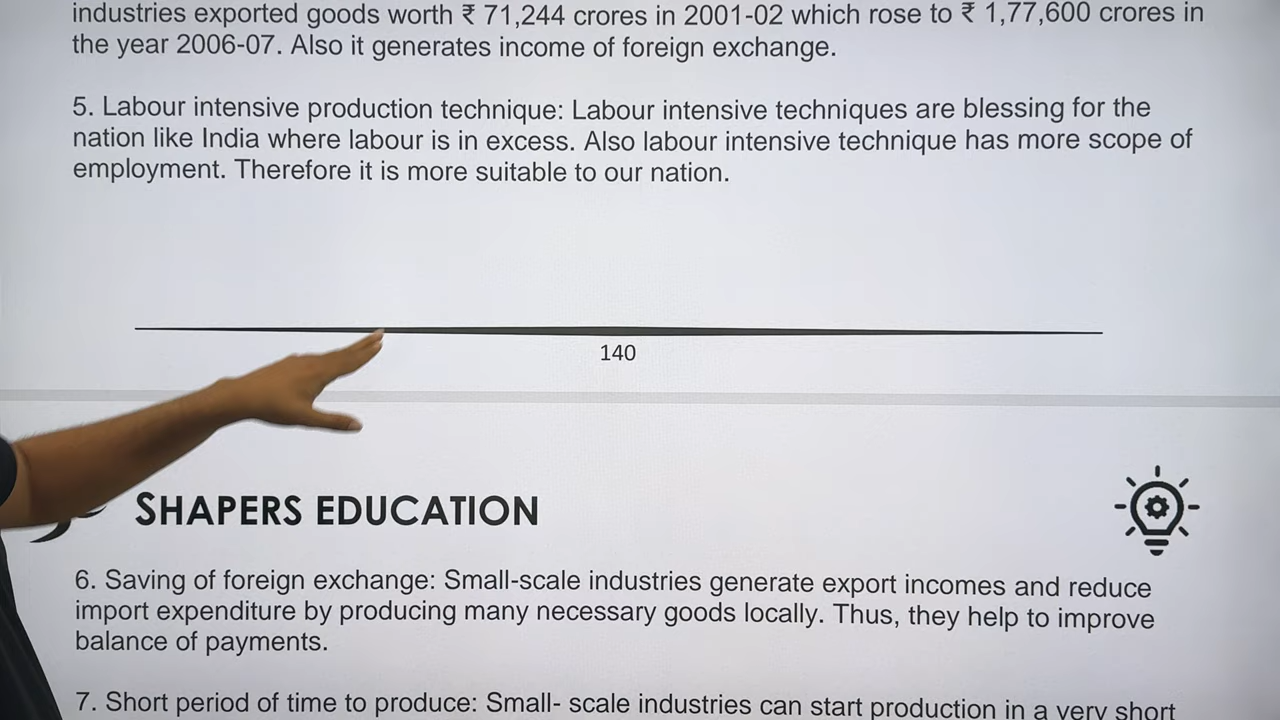 industries exported goods worth ₹ 71,244 crores in 2001-02 which rose to ₹ 1,77,600 crores in
the year 2006-07. Also it generates income of foreign exchange.
5. Labour intensive production technique: Labour intensive techniques are blessing for the
nation like India where labour is in excess. Also labour intensive technique has more scope of
employment. Therefore it is more suitable to our nation.
140
SHAPERS EDUCATION
6. Saving of foreign exchange: Small-scale industries generate export incomes and reduce
import expenditure by producing many necessary goods locally. Thus, they help to improve
balance of payments.
7. Short period of time to produce: Small- scale industries can start production in a very short